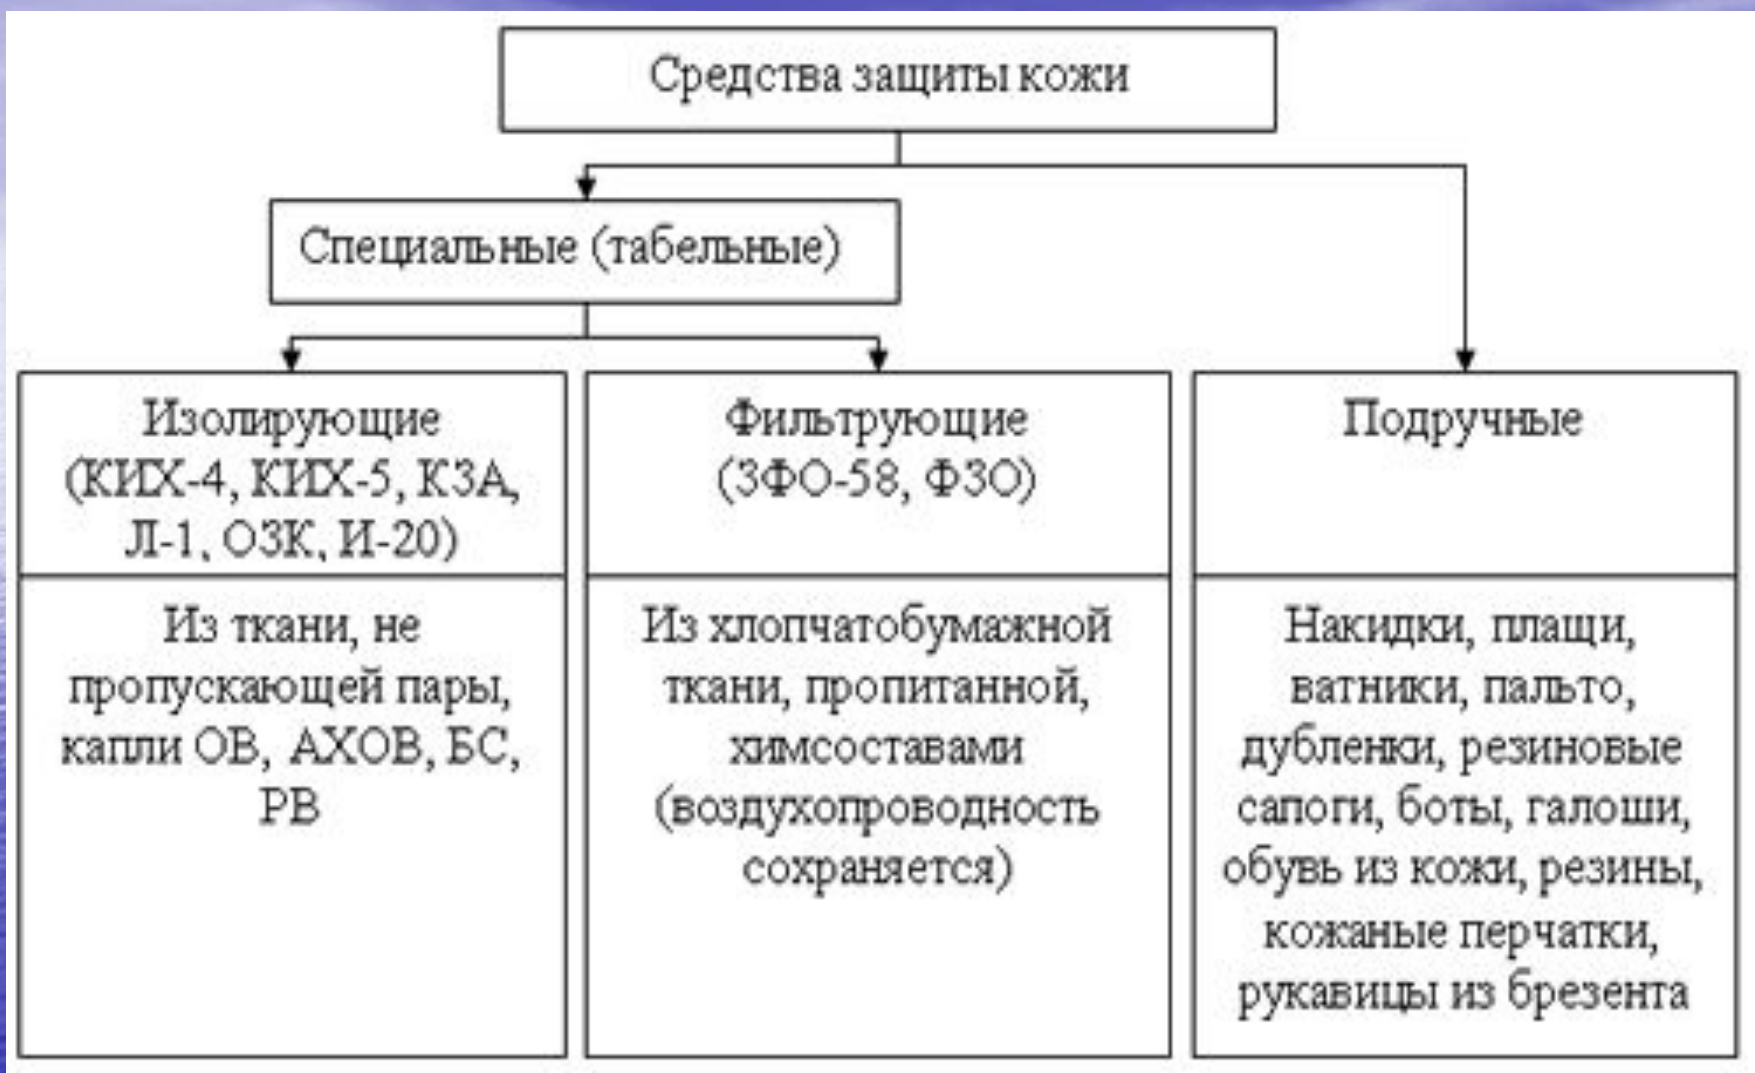 Средства защиты кожи
Специальные (табельные)
Изолирующие
(КИХ-4, КИХ-5, КЗА,
Л-1, ОЗК, И-20)
Из ткани, не
пропускающей пары,
капли ОВ, АХОВ, БС,
РВ
Фильтрующие
(ЗФО-58, ФЗО)
Из хлопчатобумажной
ткани, пропитанной,
химсоставами
(воздухопроводность
сохраняется)
Подручные
Накидки, плащи,
ватники, пальто,
дубленки, резиновые
сапоги, боты, галоши,
обувь из кожи, резины,
кожаные перчатки,
рукавицы из брезента